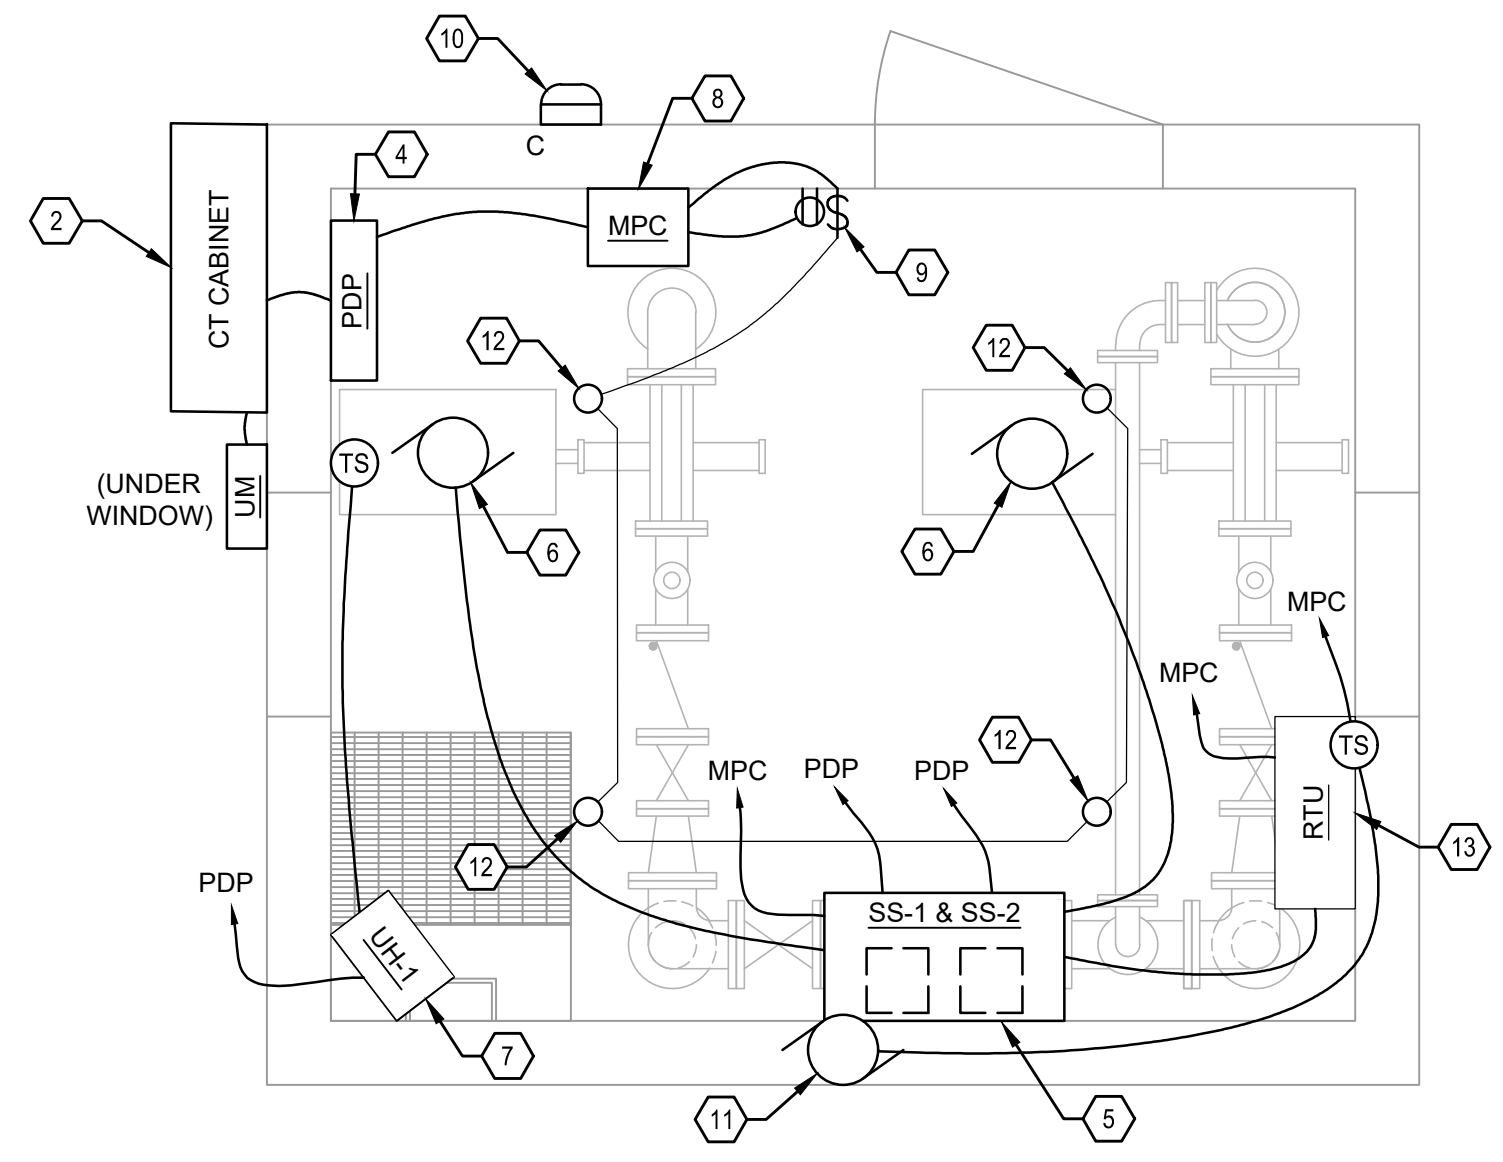 10
8
C
4
2
CT CABINET
PDP
MPC
$
9
12
12
TS
(UNDER
WINDOW)
UM
6
6
MPC
MPC
12
TS
MPC
PDP
PDP
RTU
13
12
PDP
SS-1 & SS-2
UH-1
7
11
5